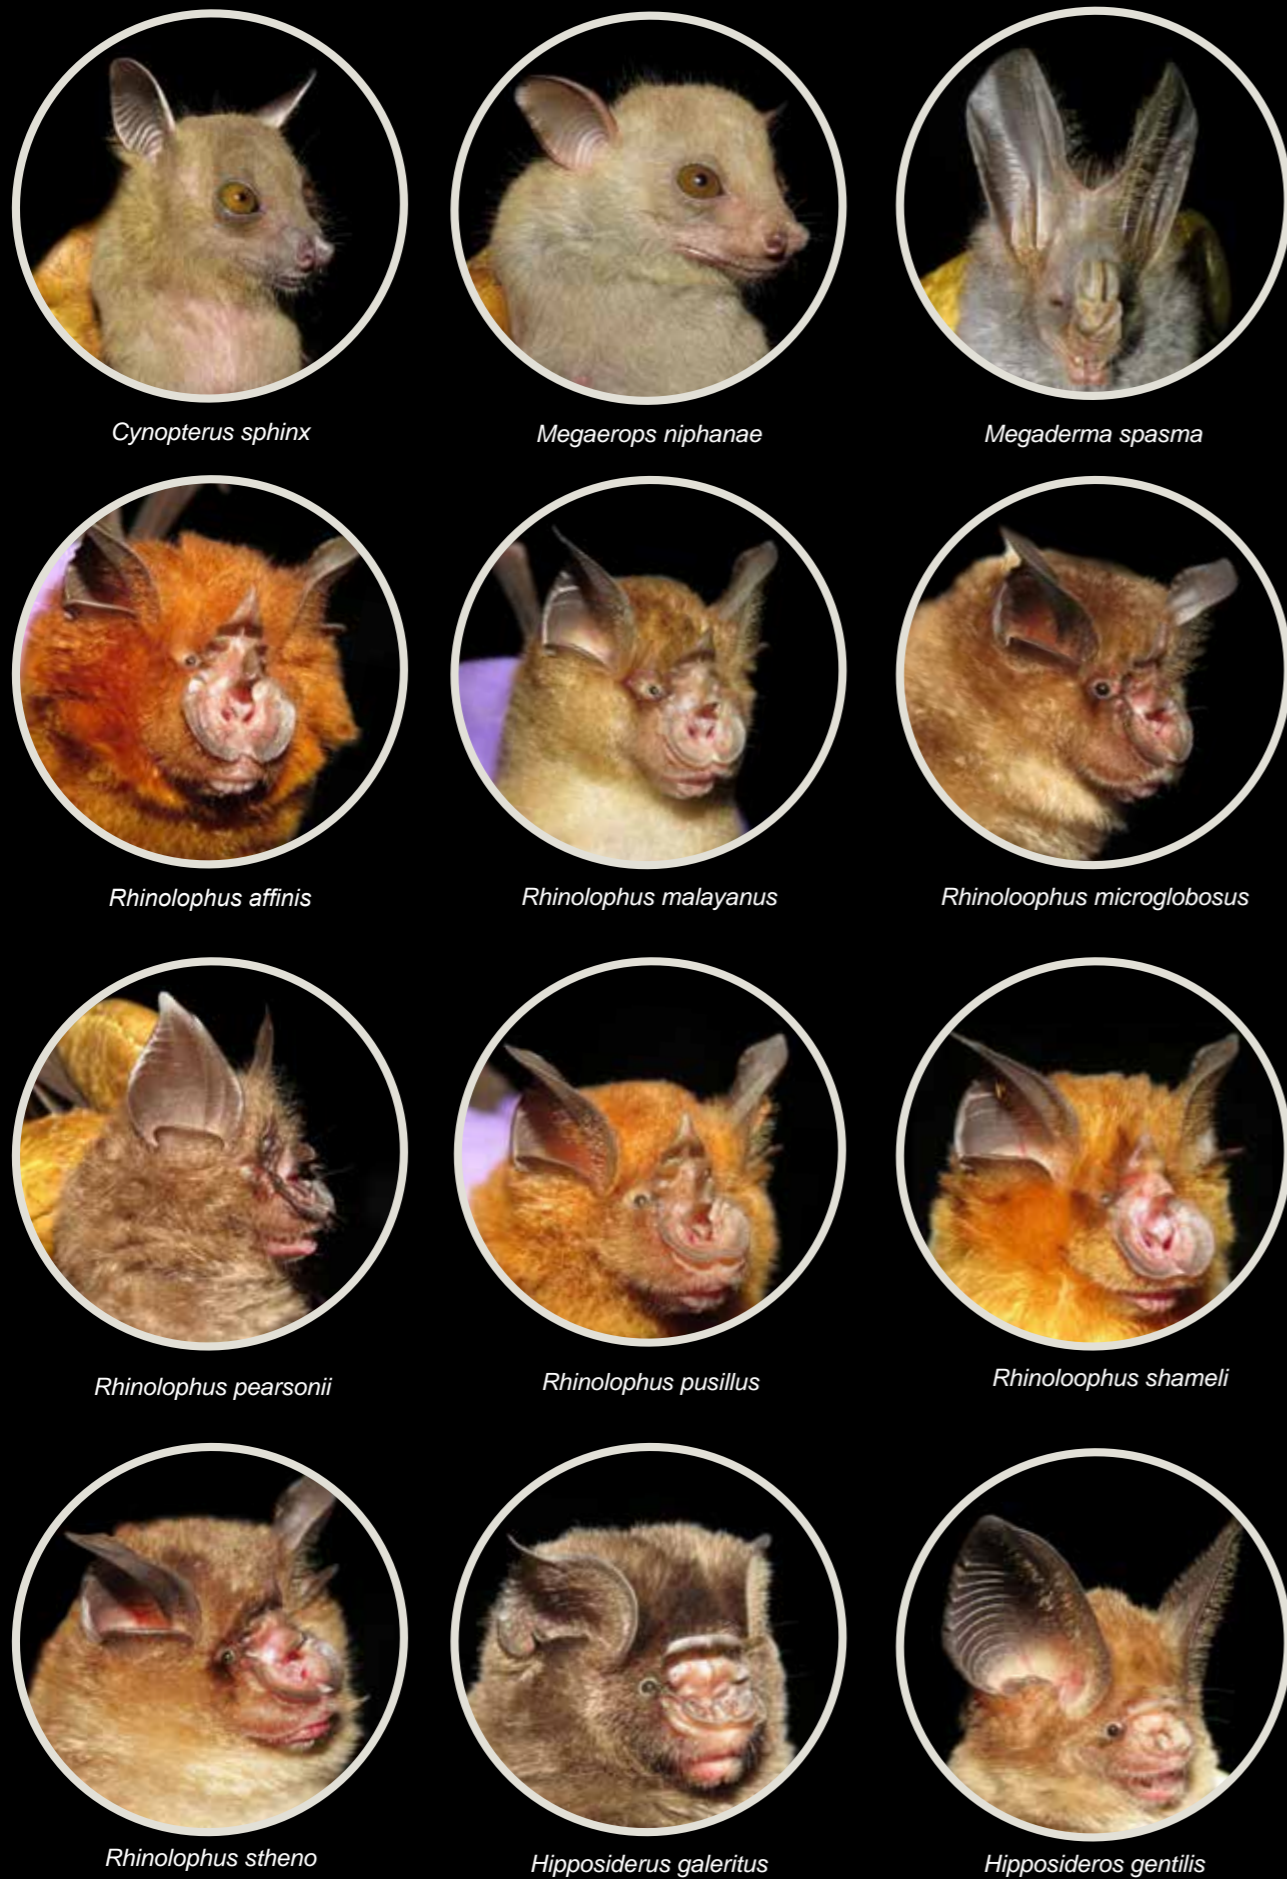 Cynopterus sphinx
Megaerops niphanae
Megaderma spasma
Rhinolophus affinis
Rhinolophus malayanus
Rhinoloophus microglobosus
Rhinolophus pearsonii
Rhinolophus pusillus
Rhinoloophus shameli
Rhinolophus stheno
Hipposiderus galeritus
Hipposideros gentilis